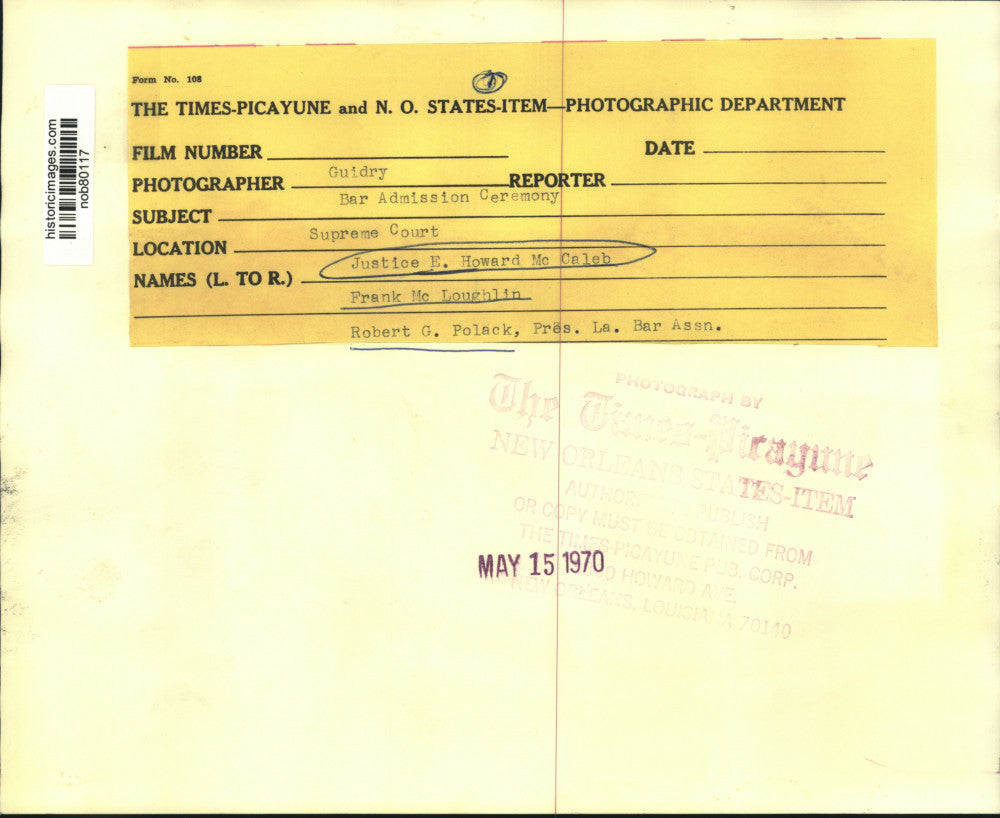 Form No. 108
THE TIMES-PICAYUNE and N. O. STATES-ITEM—PHOTOGRAPHIC DEPARTMENT
FILM NUMBER
DATE
PHOTOGRAPHER Guidry
REPORTER
SUBJECT Bar Admission Ceremony
LOCATION Supreme Court
NAMES (L. TO R.) Justice E. Howard Mc Caleb
Frank Mc Loughlin
Robert G. Polack, Pres. La. Bar Assn.
historicimages.com
nob80117
PHOTOGRAPH BY
The Times-Picayune
NEW ORLEANS STATES-ITEM
PUBLISH
OR COPY MUST BE OBTAINED FROM
THE TIMES-PICAYUNE PUB. CORP.
HOWARD AVE.
NEW ORLEANS, LOUISIANA 70140
MAY 15 1970